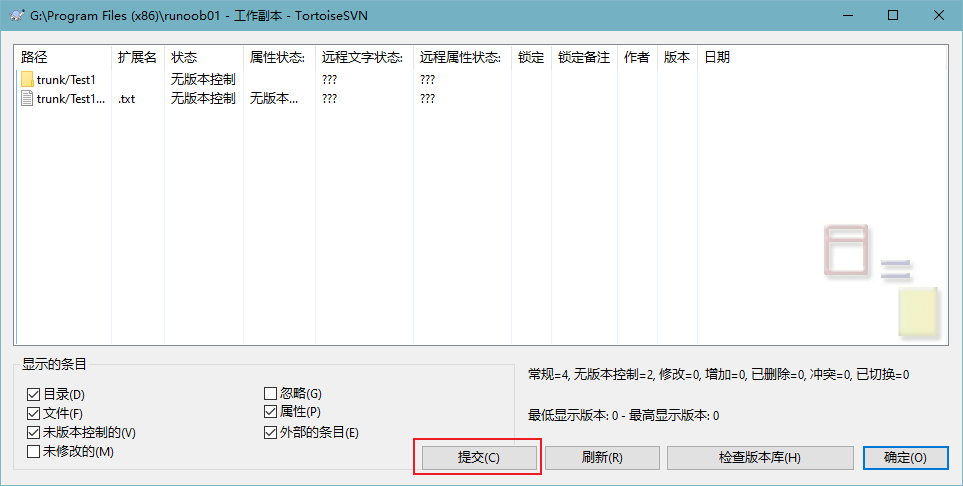 G:\Program Files (x86)\runoob01 - 工作副本 - TortoiseSVN
路径 扩展名 状态 属性状态: 远程文字状态: 远程属性状态: 锁定 锁定备注 作者 版本 日期
trunk/Test1 无版本控制 ??? ???
trunk/Test1... .txt 无版本控制 无版本... ??? ???
显示的条目
常规=4, 无版本控制=2, 修改=0, 增加=0, 已删除=0, 冲突=0, 已切换=0
目录(D) 忽略(G)
文件(F) 属性(P)
最低显示版本: 0 - 最高显示版本: 0
未版本控制的(V) 外部的条目(E)
未修改的(M)
提交(C) 刷新(R) 检查版本库(H) 确定(O)